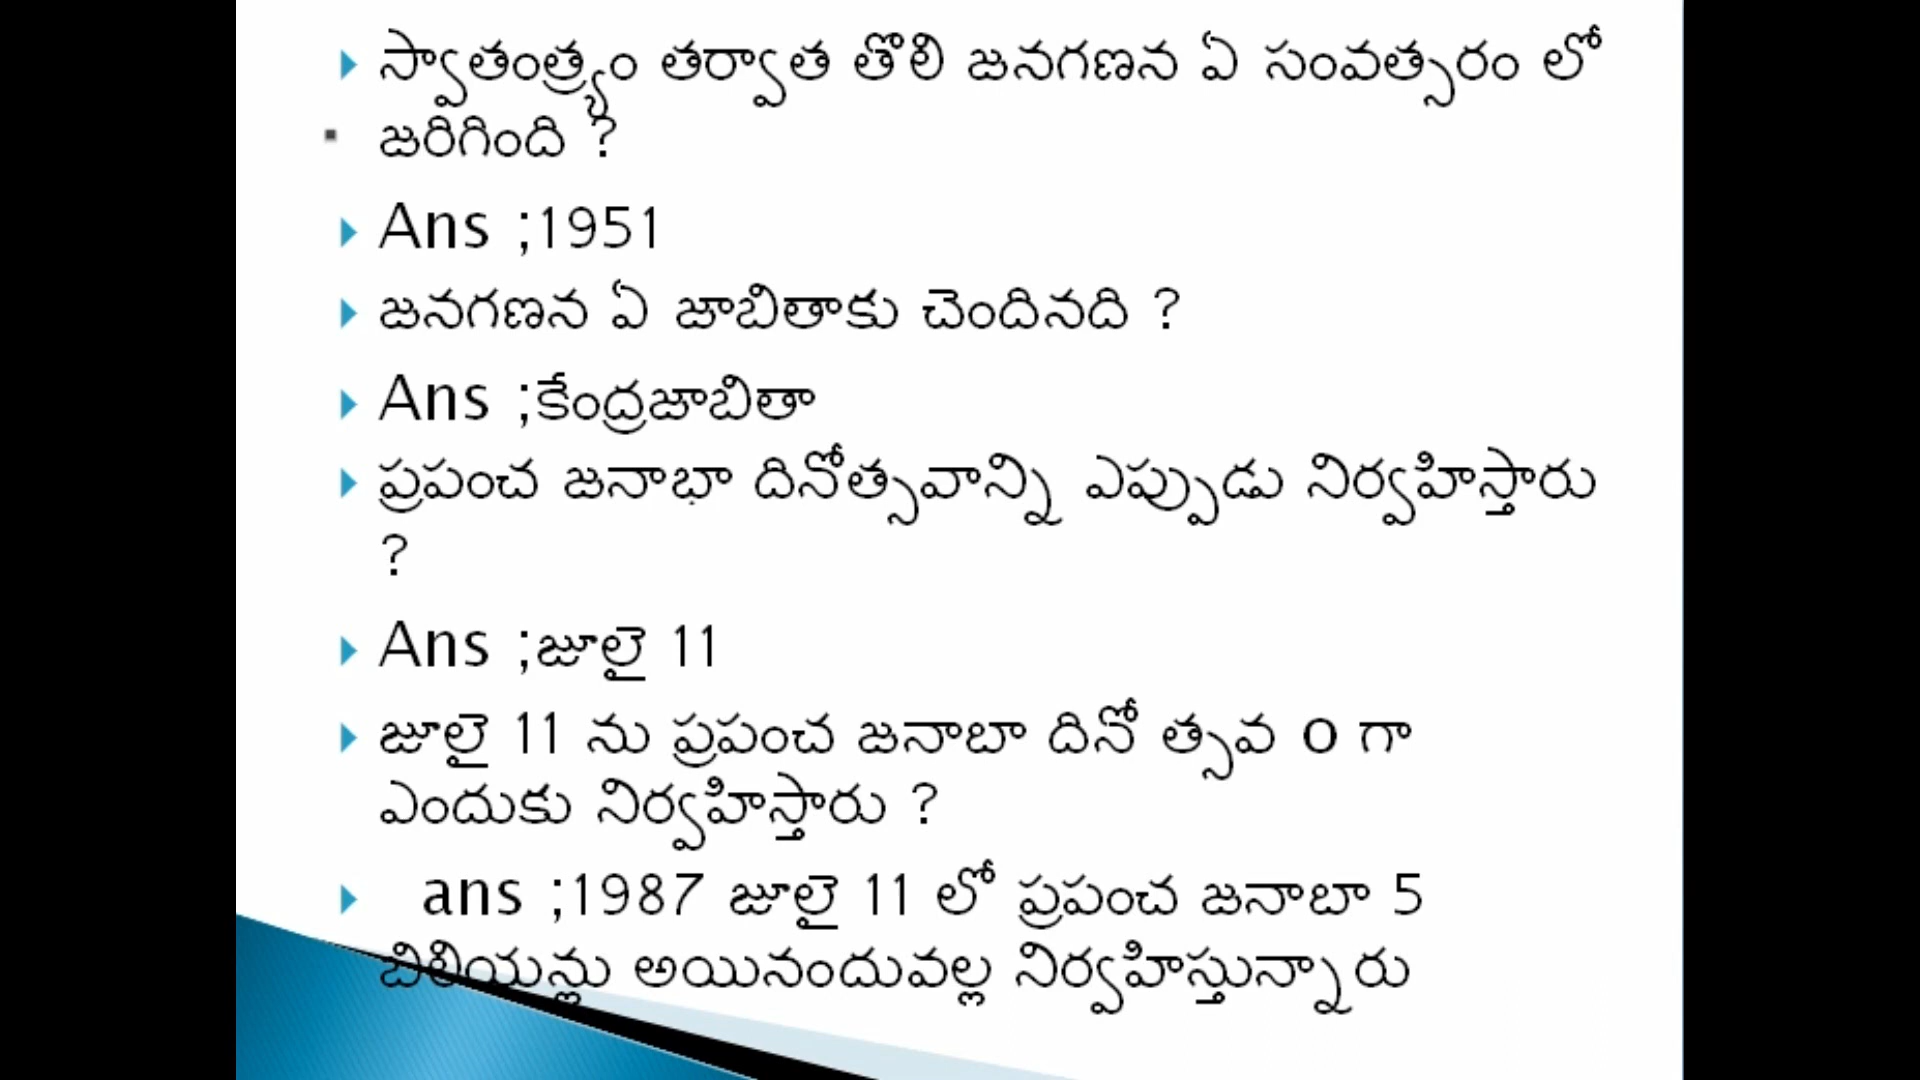 స్వాతంత్ర్యం తర్వాత తొలి జనగణన ఏ సంవత్సరం లో
జరిగింది ?
Ans ;1951
జనగణన ఏ జాబితాకు చెందినది ?
Ans ;కేంద్రజాబితా
ప్రపంచ జనాభా దినోత్సవాన్ని ఎప్పుడు నిర్వహిస్తారు
?
Ans ;జూలై 11
జూలై 11 ను ప్రపంచ జనాబా దినో త్సవ ం గా
ఎందుకు నిర్వహిస్తారు ?
ans ;1987 జూలై 11 లో ప్రపంచ జనాబా 5
బిలియన్లు అయినందువల్ల నిర్వహిస్తున్నారు